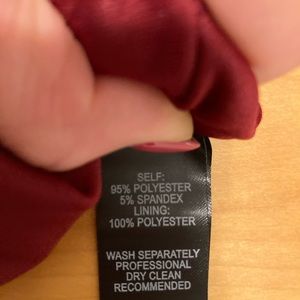 SELF:
95% POLYESTER
5% SPANDEX
LINING:
100% POLYESTER
WASH SEPARATELY
PROFESSIONAL
DRY CLEAN
RECOMMENDED